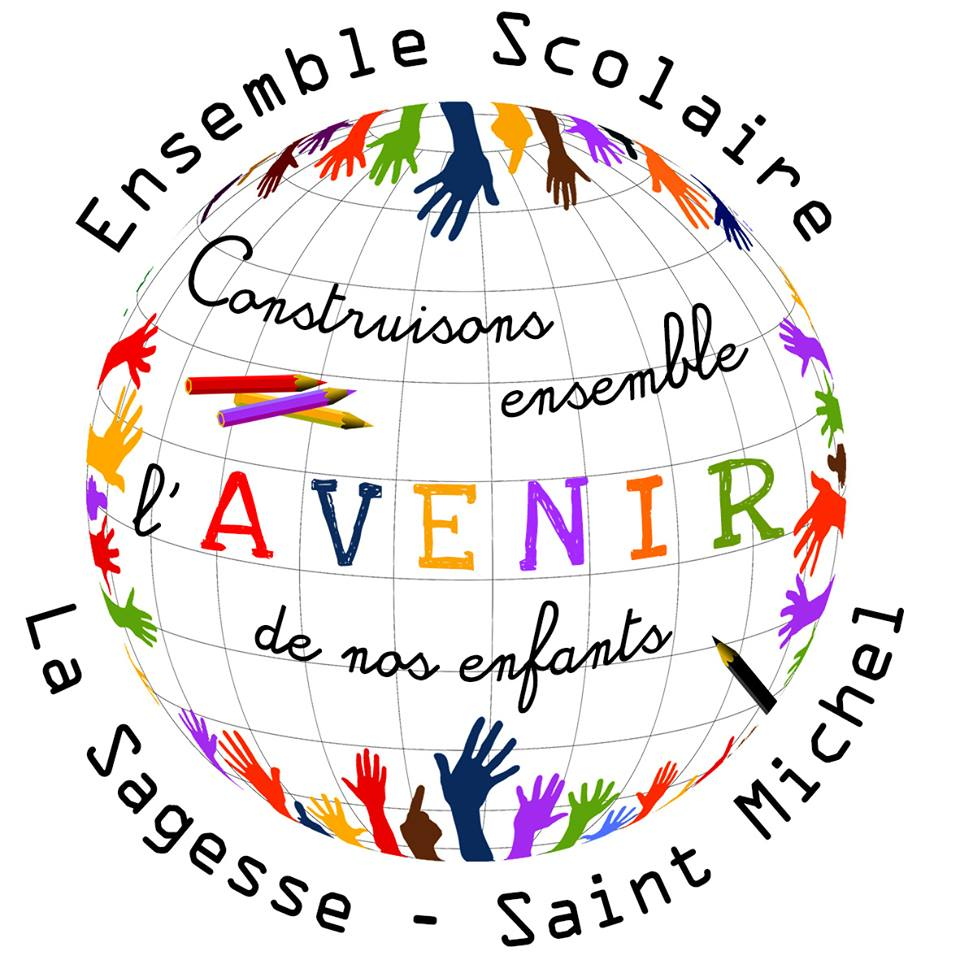 Ensemble Scolaire
Construisons
ensemble
l'AVENIR
de nos enfants
La Sagesse - Saint Michel